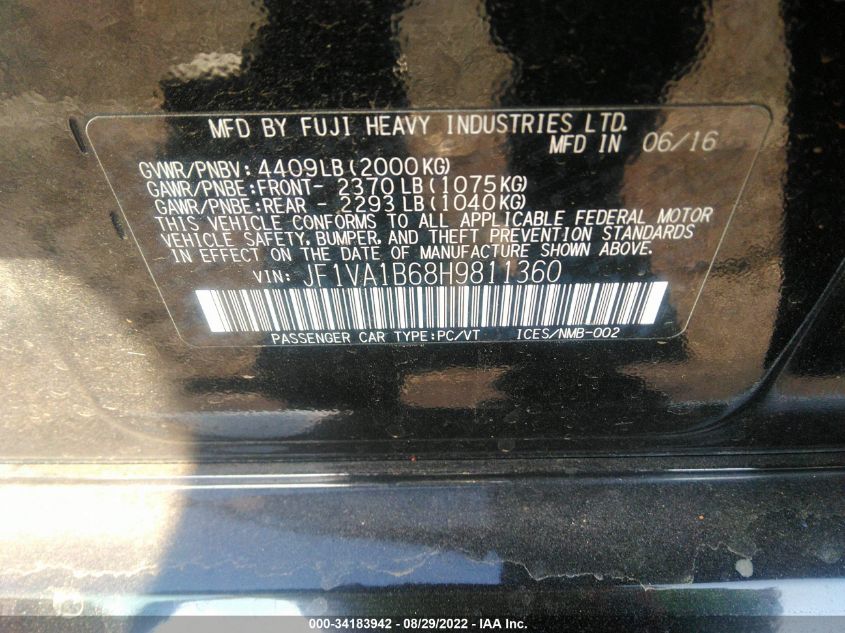 MFD BY FUJI HEAVY INDUSTRIES LTD.
MFD IN 06/16
GVWR/PNBV: 4409LB (2000KG)
GAWR/PNBE:FRONT- 2370 LB (1075KG)
GAWR/PNBE:REAR - 2293 LB (1040KG)
THIS VEHICLE CONFORMS TO ALL APPLICABLE FEDERAL MOTOR
VEHICLE SAFETY, BUMPER, AND THEFT PREVENTION STANDARDS
IN EFFECT ON THE DATE OF MANUFACTURE SHOWN ABOVE.
VIN: JF1VA1B68H9811360
PASSENGER CAR TYPE:PC/VT ICES/NMB-002
000-34183942 - 08/29/2022 - IAA Inc.